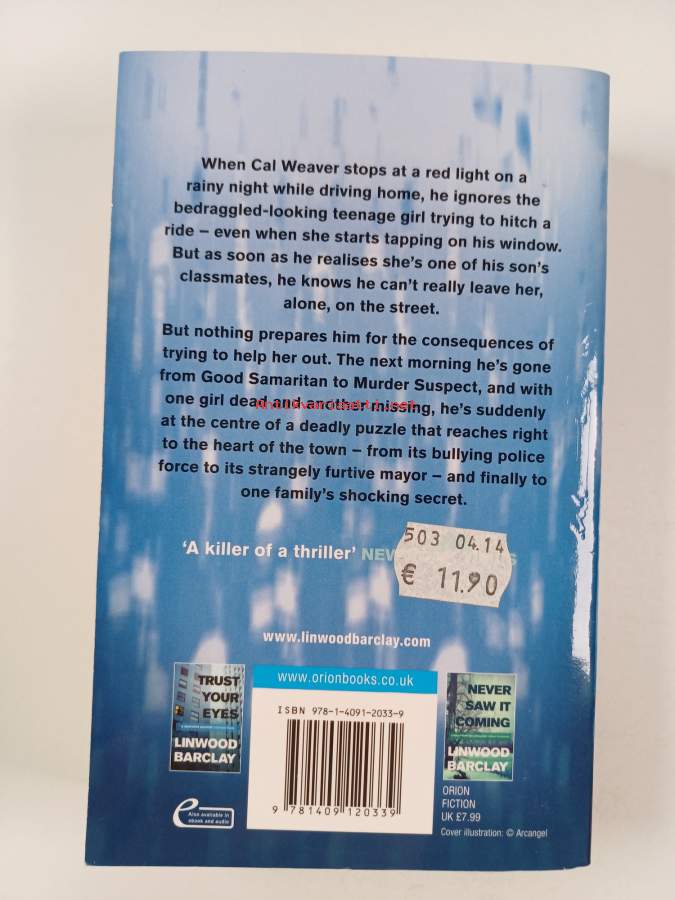 When Cal Weaver stops at a red light on a
rainy night while driving home, he ignores the
bedraggled-looking teenage girl trying to hitch a
ride – even when she starts tapping on his window.
But as soon as he realises she's one of his son's
classmates, he knows he can't really leave her,
alone, on the street.
But nothing prepares him for the consequences of
trying to help her out. The next morning he's gone
from Good Samaritan to Murder Suspect, and with
one girl dead and another missing, he's suddenly
Antikvariaatti.net
at the centre of a deadly puzzle that reaches right
to the heart of the town – from its bullying police
force to its strangely furtive mayor – and finally to
one family's shocking secret.
'A killer of a thriller'
503 04.14
€ 11.90
www.linwoodbarclay.com
TRUST
YOUR
EYES
LINWOOD
BARCLAY
www.orionbooks.co.uk
ISBN 978-1-4091-2033-9
9 781409 120339
NEVER
SAW IT
COMING
LINWOOD
BARCLAY
e
Also available in
ebook and audio
ORION
FICTION
UK £7.99
Cover illustration: © Arcangel